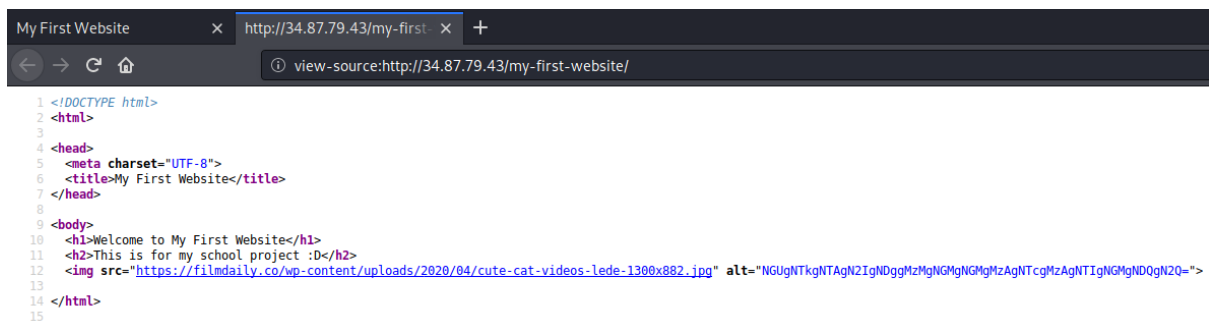 My First Website
http://34.87.79.43/my-first-
view-source:http://34.87.79.43/my-first-website/
1 <!DOCTYPE html>
2 <html>
3
4 <head>
5 <meta charset="UTF-8">
6 <title>My First Website</title>
7 </head>
8
9 <body>
10 <h1>Welcome to My First Website</h1>
11 <h2>This is for my school project :D</h2>
12 <img src="https://filmdaily.co/wp-content/uploads/2020/04/cute-cat-videos-lede-1300x882.jpg" alt="NGUgNTkgNTAgN2IgNDggMzMgNGMgNGMgMzAgNTcgMzAgNTIgNGMgNDQgN2Q=">
13
14 </html>
15